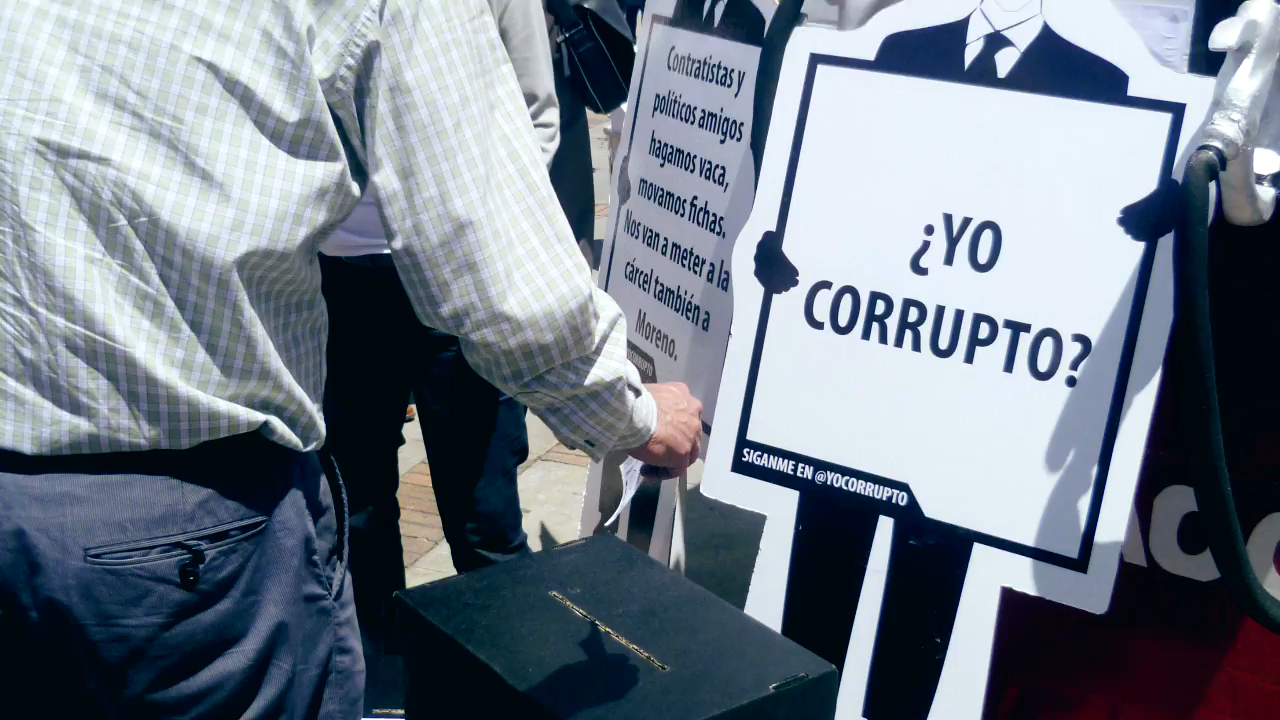 Contratistas y
políticos amigos
hagamos vaca,
movamos fichas.
Nos van a meter a la
cárcel también a
Moreno.
¿YO
CORRUPTO?
SIGANME EN @YOCORRUPTO